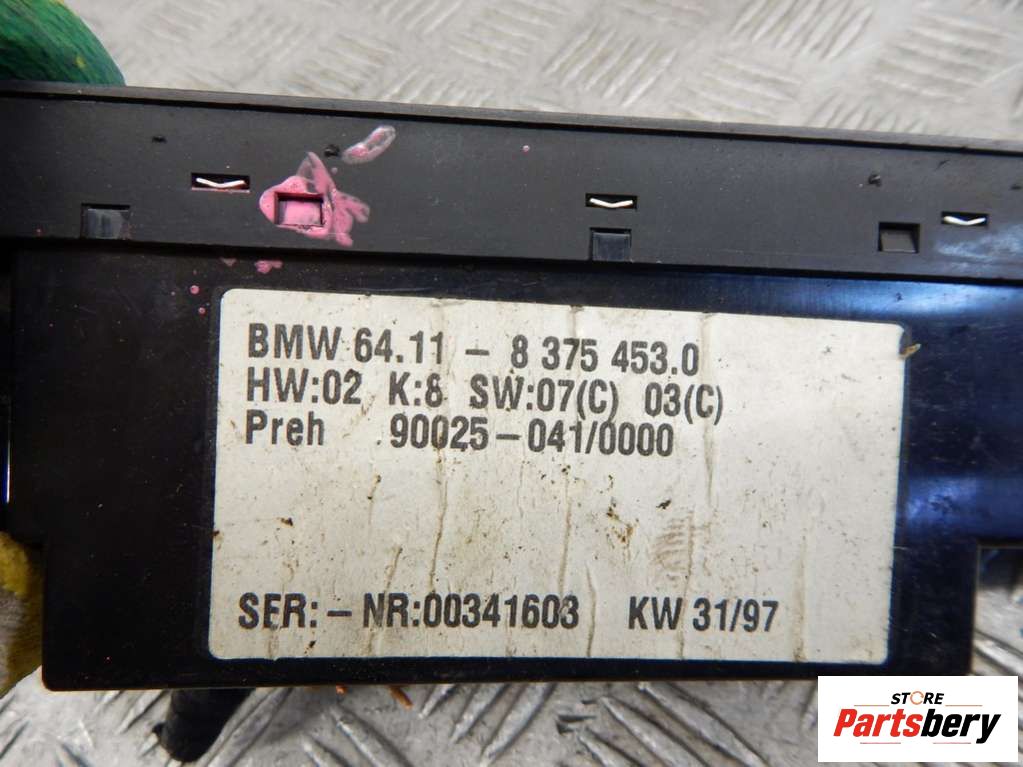 BMW 64.11 - 8 375 453.0
HW:02 K:8 SW:07(C) 03(C)
Preh 90025-041/0000
SER:-NR:00341603 KW 31/97
STORE
Partsbery